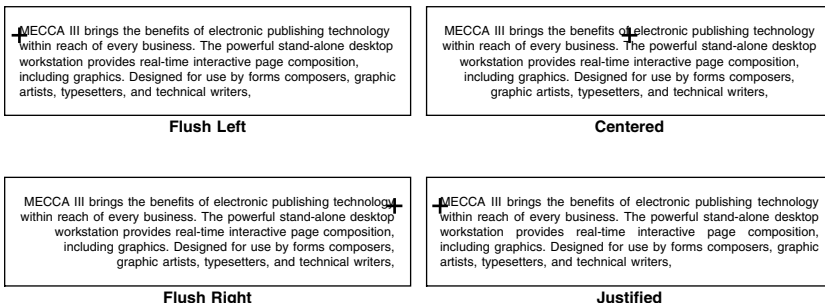 MECCA III brings the benefits of electronic publishing technology
within reach of every business. The powerful stand-alone desktop
workstation provides real-time interactive page composition,
including graphics. Designed for use by forms composers, graphic
artists, typesetters, and technical writers,
Flush Left
MECCA III brings the benefits of electronic publishing technology
within reach of every business. The powerful stand-alone desktop
workstation provides real-time interactive page composition,
including graphics. Designed for use by forms composers,
graphic artists, typesetters, and technical writers,
Centered
MECCA III brings the benefits of electronic publishing technology
within reach of every business. The powerful stand-alone desktop
workstation provides real-time interactive page composition,
including graphics. Designed for use by forms composers,
graphic artists, typesetters, and technical writers,
Flush Right
MECCA III brings the benefits of electronic publishing technology
within reach of every business. The powerful stand-alone desktop
workstation provides real-time interactive page composition,
including graphics. Designed for use by forms composers, graphic
artists, typesetters, and technical writers,
Justified